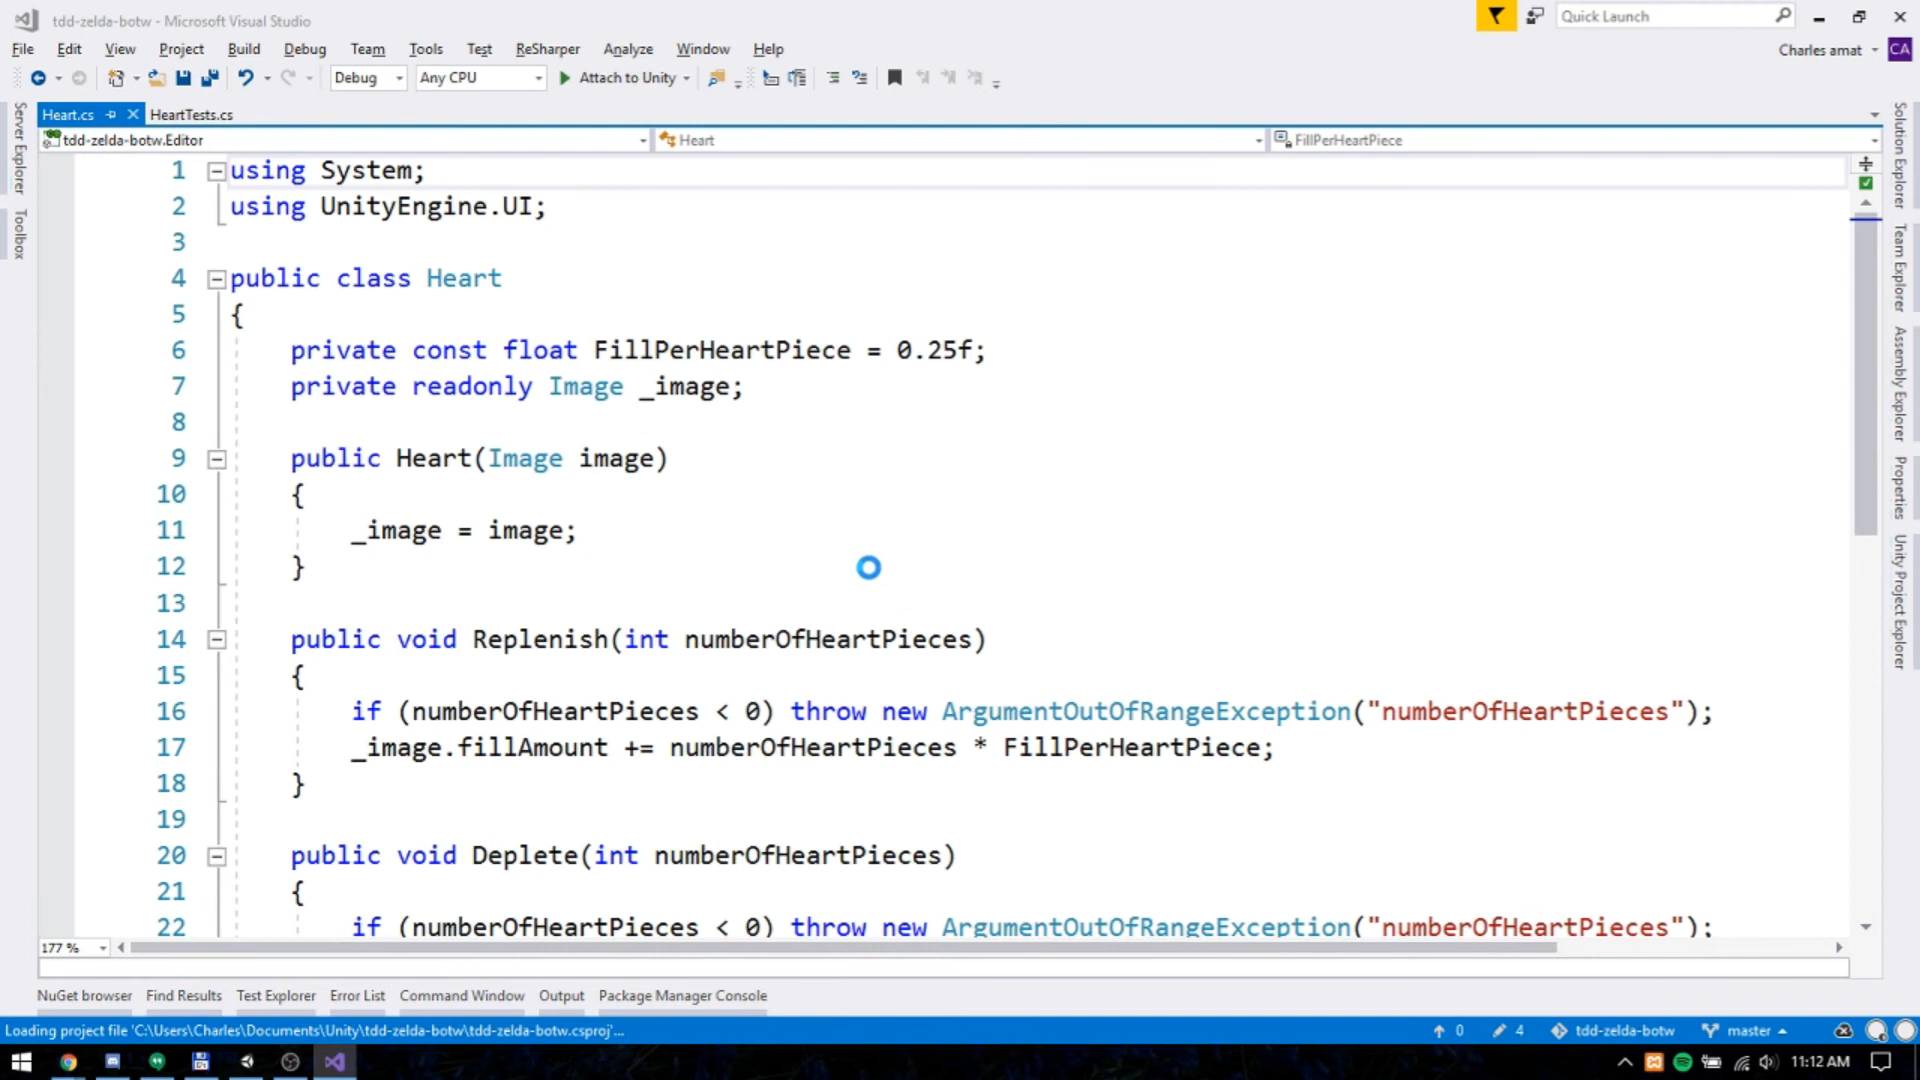 tdd-zelda-botw - Microsoft Visual Studio
Quick Launch
File Edit View Project Build Debug Team Tools Test ReSharper Analyze Window Help
Charles amat CA
Debug Any CPU Attach to Unity
Heart.cs HeartTests.cs
tdd-zelda-botw.Editor Heart FillPerHeartPiece
Server Explorer
Toolbox
1 using System;
2 using UnityEngine.UI;
3
4 public class Heart
5 {
6 private const float FillPerHeartPiece = 0.25f;
7 private readonly Image _image;
8
9 public Heart(Image image)
10 {
11 _image = image;
12 }
13
14 public void Replenish(int numberOfHeartPieces)
15 {
16 if (numberOfHeartPieces < 0) throw new ArgumentOutOfRangeException("numberOfHeartPieces");
17 _image.fillAmount += numberOfHeartPieces * FillPerHeartPiece;
18 }
19
20 public void Deplete(int numberOfHeartPieces)
21 {
22 if (numberOfHeartPieces < 0) throw new ArgumentOutOfRangeException("numberOfHeartPieces");
Solution Explorer
Team Explorer
Assembly Explorer
Properties
Unity Project Explorer
177 %
NuGet browser Find Results Test Explorer Error List Command Window Output Package Manager Console
Loading project file 'C:\Users\Charles\Documents\Unity\tdd-zelda-botw\tdd-zelda-botw.csproj'... 0 4 tdd-zelda-botw master
11:12 AM